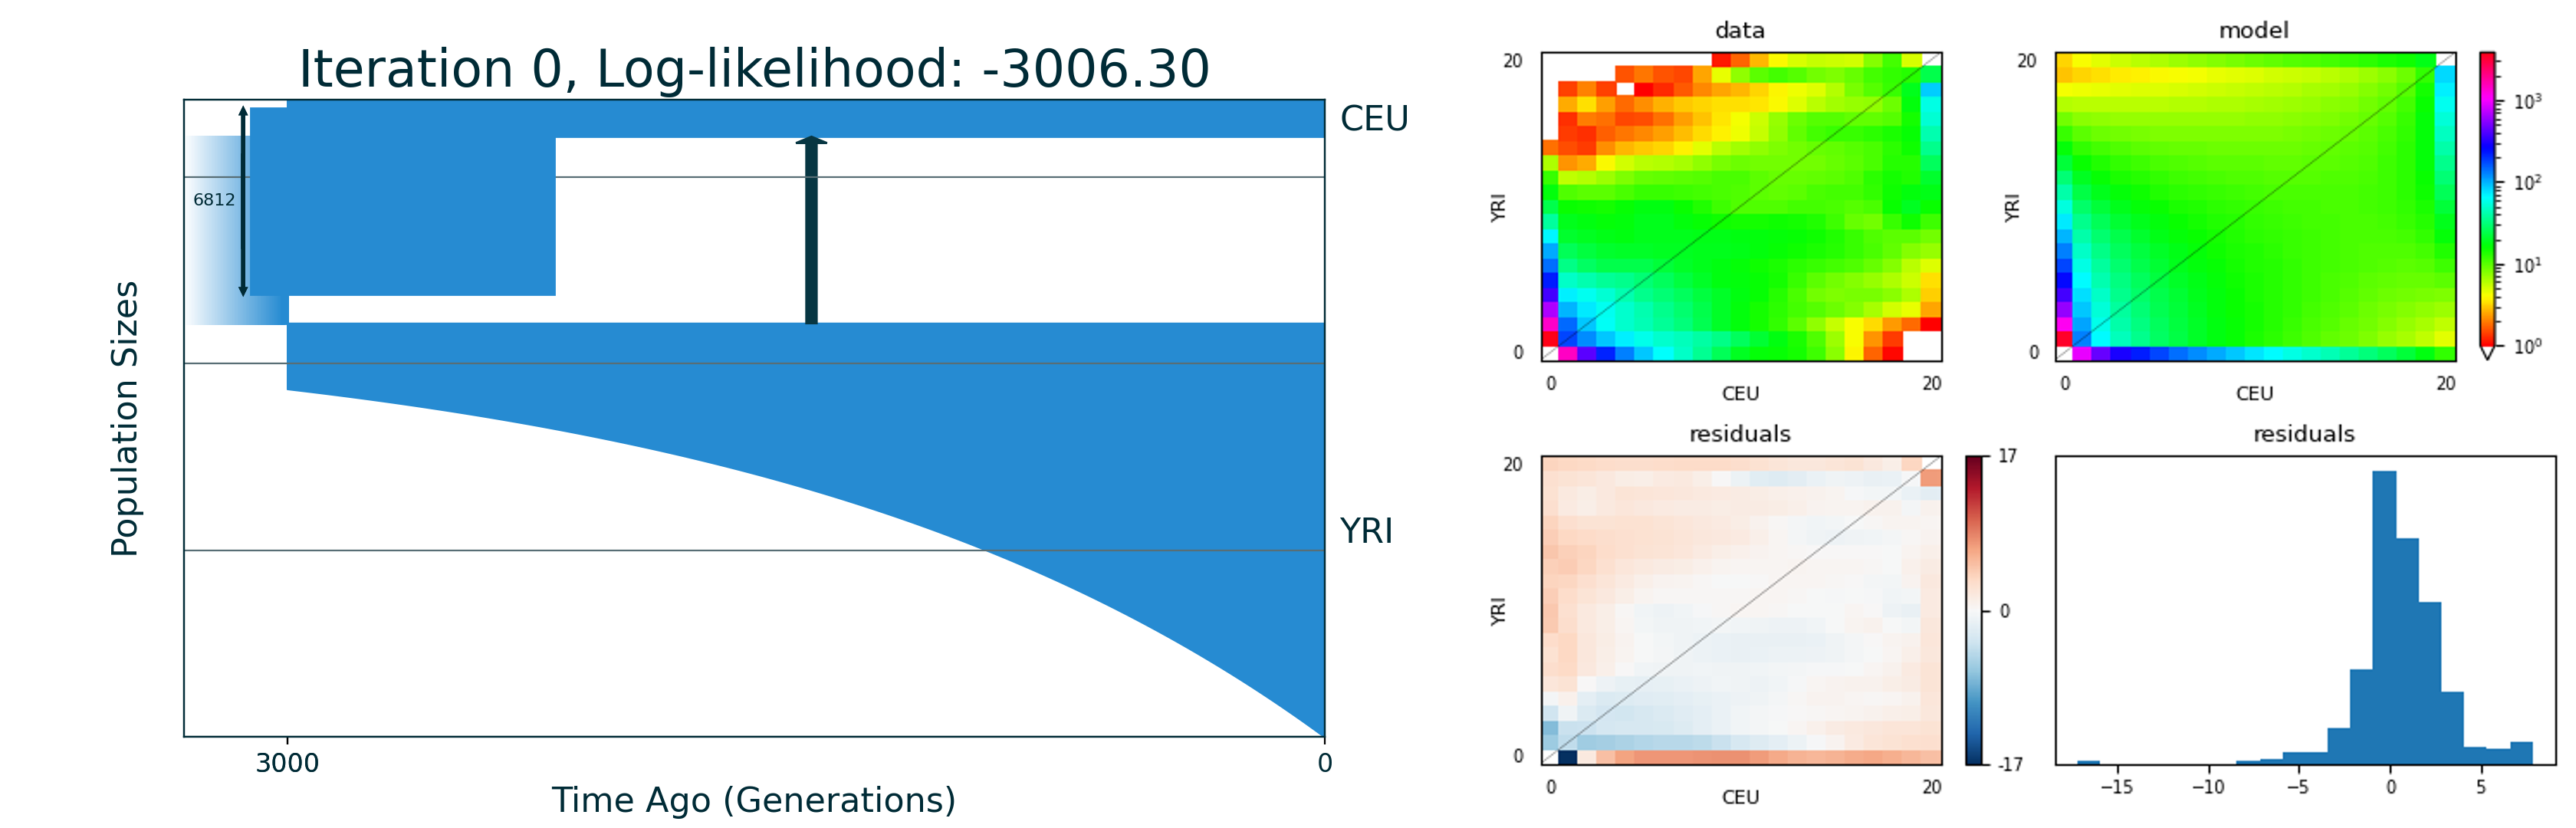 Iteration 0, Log-likelihood: -3006.30
CEU
6812
Population Sizes
YRI
3000
0
Time Ago (Generations)
data
20
YRI
0
0
20
CEU
model
20
YRI
0
0
20
CEU
10³
10²
10¹
10⁰
residuals
20
YRI
0
0
20
CEU
17
0
-17
residuals
−15
−10
−5
0
5